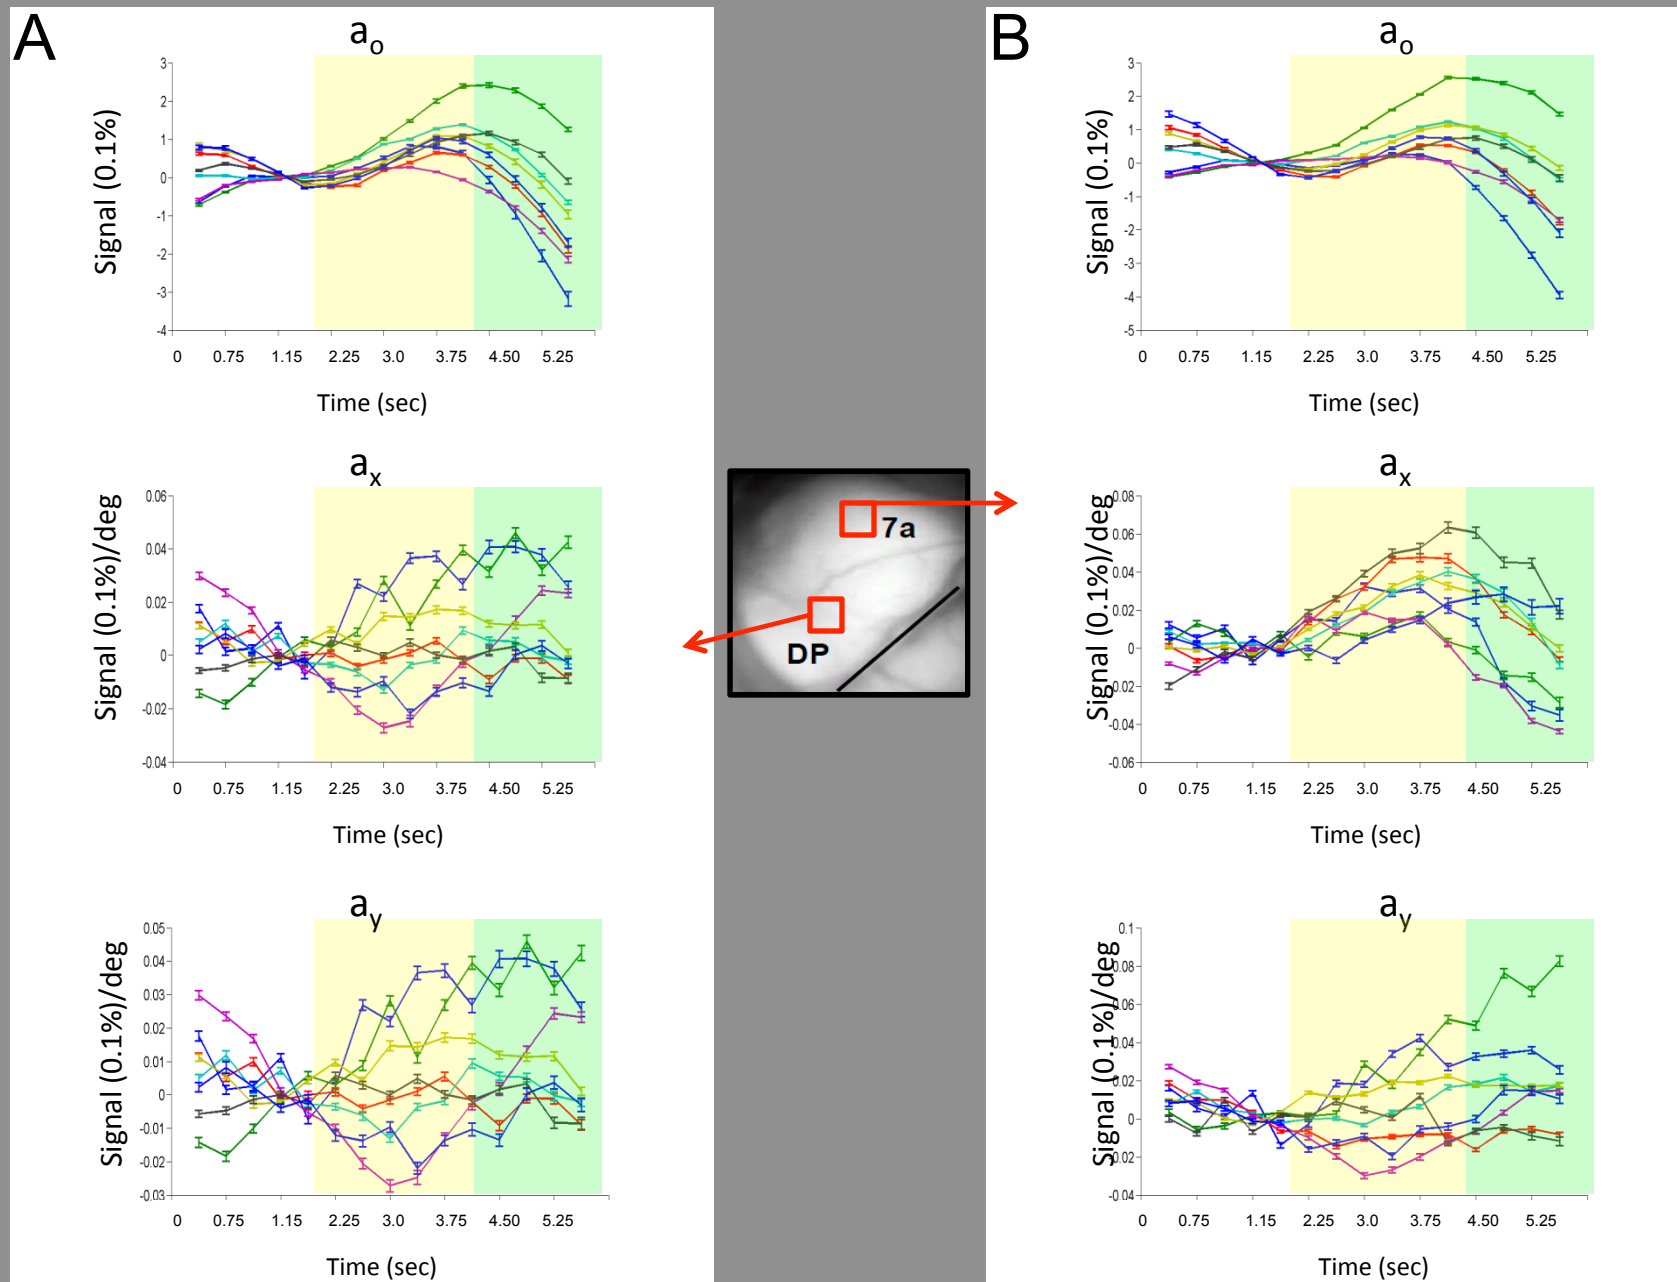 A
a₀
Signal (0.1%)
3
2
1
0
-1
-2
-3
-4
0 0.75 1.15 2.25 3.0 3.75 4.50 5.25
Time (sec)
aₓ
Signal (0.1%)/deg
0.06
0.04
0.02
0
-0.02
-0.04
0 0.75 1.15 2.25 3.0 3.75 4.50 5.25
Time (sec)
a_y
Signal (0.1%)/deg
0.05
0.04
0.03
0.02
0.01
0
-0.01
-0.02
-0.03
0 0.75 1.15 2.25 3.0 3.75 4.50 5.25
Time (sec)
7a
DP
B
a₀
Signal (0.1%)
3
2
1
0
-1
-2
-3
-4
-5
0 0.75 1.15 2.25 3.0 3.75 4.50 5.25
Time (sec)
aₓ
Signal (0.1%)/deg
0.08
0.06
0.04
0.02
0
-0.02
-0.04
-0.06
0 0.75 1.15 2.25 3.0 3.75 4.50 5.25
Time (sec)
a_y
Signal (0.1%)/deg
0.1
0.08
0.06
0.04
0.02
0
-0.02
-0.04
0 0.75 1.15 2.25 3.0 3.75 4.50 5.25
Time (sec)